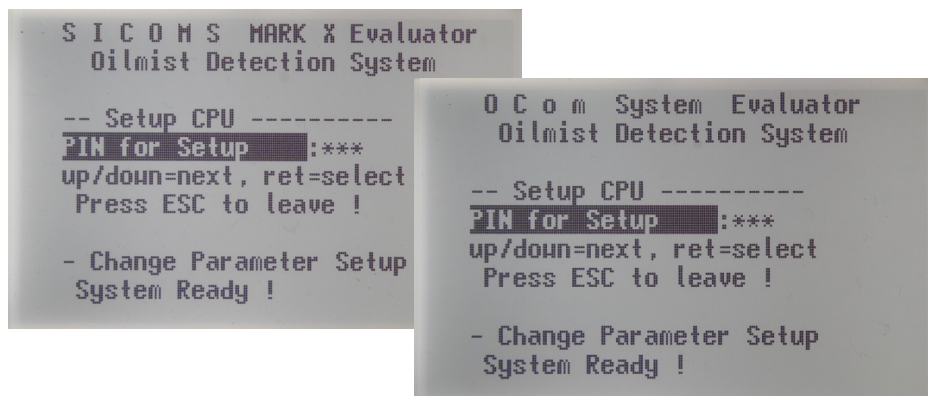 S I C O M S  MARK X Evaluator
Oilmist Detection System
-- Setup CPU ----------
PIN for Setup :***
up/down=next, ret=select
Press ESC to leave !
- Change Parameter Setup
System Ready !
O C o m  System  Evaluator
Oilmist Detection System
-- Setup CPU ----------
PIN for Setup :***
up/down=next, ret=select
Press ESC to leave !
- Change Parameter Setup
System Ready !